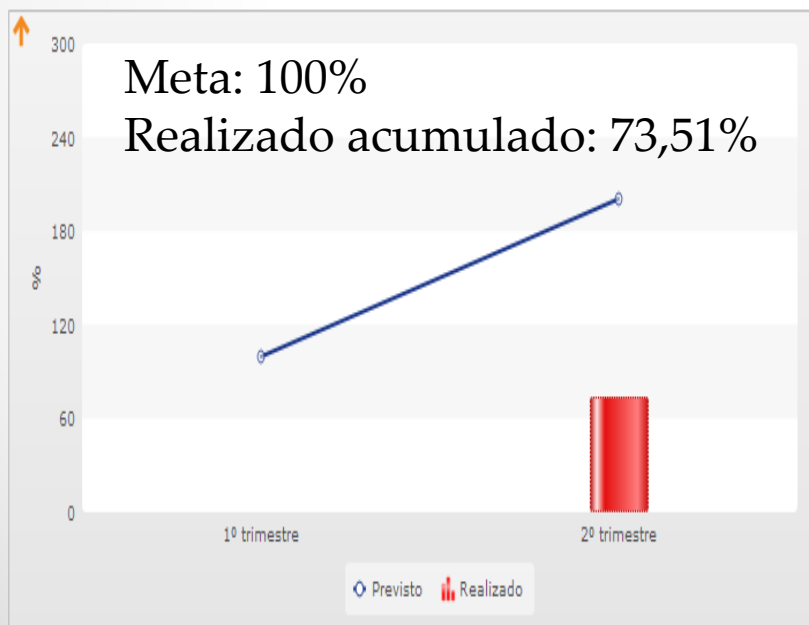 Meta: 100%
Realizado acumulado: 73,51%
300
240
180
120
60
0
%
1º trimestre
2º trimestre
Previsto
Realizado